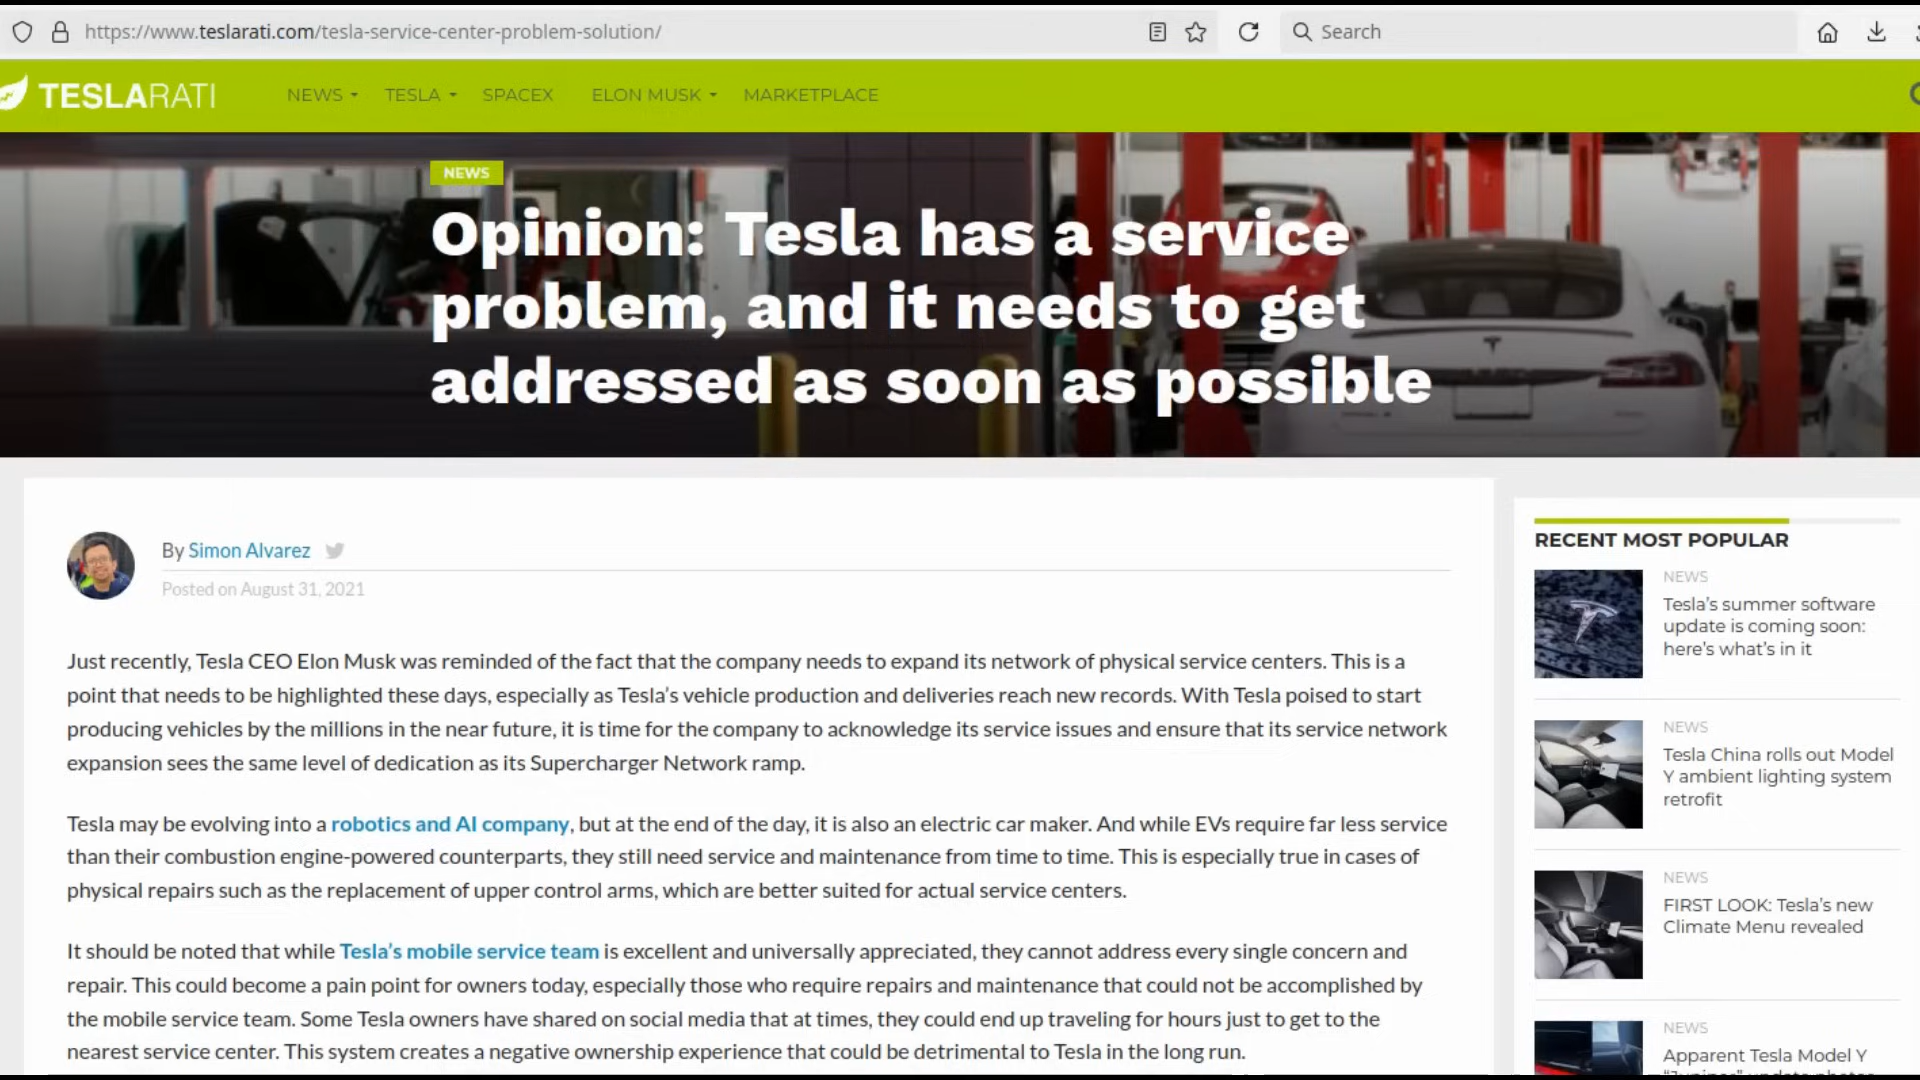 https://www.teslarati.com/tesla-service-center-problem-solution/
Search
TESLARATI
NEWS
TESLA
SPACEX
ELON MUSK
MARKETPLACE
NEWS
Opinion: Tesla has a service
problem, and it needs to get
addressed as soon as possible
By Simon Alvarez
Posted on August 31, 2021
Just recently, Tesla CEO Elon Musk was reminded of the fact that the company needs to expand its network of physical service centers. This is a
point that needs to be highlighted these days, especially as Tesla's vehicle production and deliveries reach new records. With Tesla poised to start
producing vehicles by the millions in the near future, it is time for the company to acknowledge its service issues and ensure that its service network
expansion sees the same level of dedication as its Supercharger Network ramp.
Tesla may be evolving into a robotics and AI company, but at the end of the day, it is also an electric car maker. And while EVs require far less service
than their combustion engine-powered counterparts, they still need service and maintenance from time to time. This is especially true in cases of
physical repairs such as the replacement of upper control arms, which are better suited for actual service centers.
It should be noted that while Tesla's mobile service team is excellent and universally appreciated, they cannot address every single concern and
repair. This could become a pain point for owners today, especially those who require repairs and maintenance that could not be accomplished by
the mobile service team. Some Tesla owners have shared on social media that at times, they could end up traveling for hours just to get to the
nearest service center. This system creates a negative ownership experience that could be detrimental to Tesla in the long run.
RECENT MOST POPULAR
NEWS
Tesla's summer software
update is coming soon:
here's what's in it
NEWS
Tesla China rolls out Model
Y ambient lighting system
retrofit
NEWS
FIRST LOOK: Tesla's new
Climate Menu revealed
NEWS
Apparent Tesla Model Y